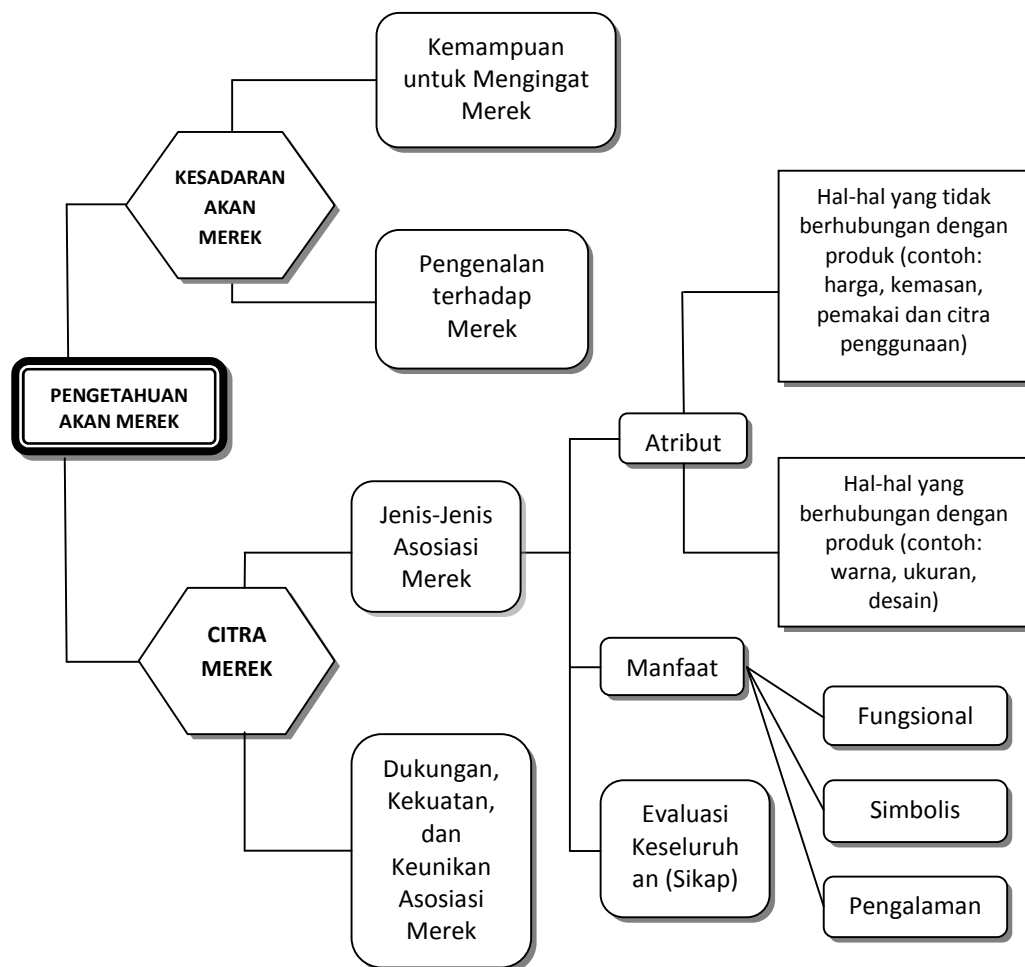 Kemampuan
untuk Mengingat
Merek
KESADARAN
AKAN
MEREK
Pengenalan
terhadap
Merek
PENGETAHUAN
AKAN MEREK
Hal-hal yang tidak
berhubungan dengan
produk (contoh:
harga, kemasan,
pemakai dan citra
penggunaan)
Atribut
Hal-hal yang
berhubungan dengan
produk (contoh:
warna, ukuran,
desain)
Jenis-Jenis
Asosiasi
Merek
CITRA
MEREK
Manfaat
Fungsional
Simbolis
Pengalaman
Dukungan,
Kekuatan,
dan
Keunikan
Asosiasi
Merek
Evaluasi
Keseluruh
an (Sikap)